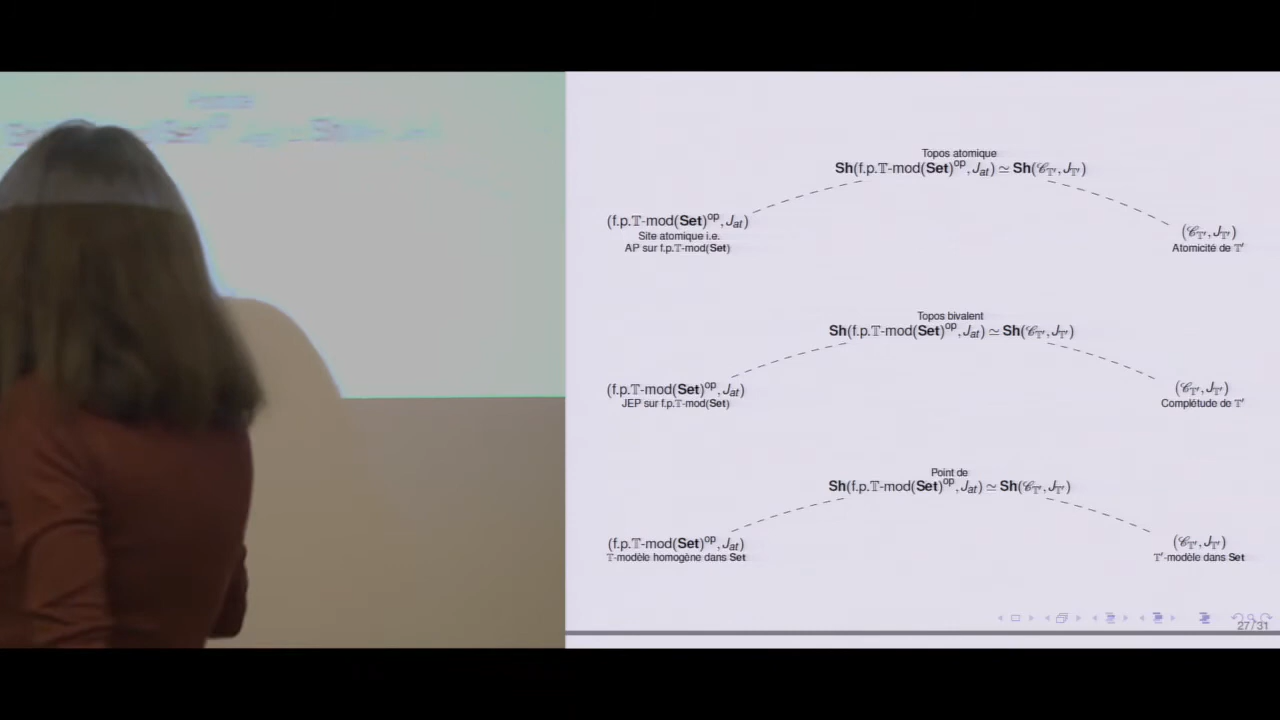 Topos atomique
Sh(f.p.𝕋-mod(Set)^op, J_at) ≃ Sh(𝒞_𝕋′, J_𝕋′)
(f.p.𝕋-mod(Set)^op, J_at)
Site atomique i.e.
AP sur f.p.𝕋-mod(Set)
(𝒞_𝕋′, J_𝕋′)
Atomicité de 𝕋′
Topos bivalent
Sh(f.p.𝕋-mod(Set)^op, J_at) ≃ Sh(𝒞_𝕋′, J_𝕋′)
(f.p.𝕋-mod(Set)^op, J_at)
JEP sur f.p.𝕋-mod(Set)
(𝒞_𝕋′, J_𝕋′)
Complétude de 𝕋′
Point de
Sh(f.p.𝕋-mod(Set)^op, J_at) ≃ Sh(𝒞_𝕋′, J_𝕋′)
(f.p.𝕋-mod(Set)^op, J_at)
𝕋-modèle homogène dans Set
(𝒞_𝕋′, J_𝕋′)
𝕋′-modèle dans Set
27/31